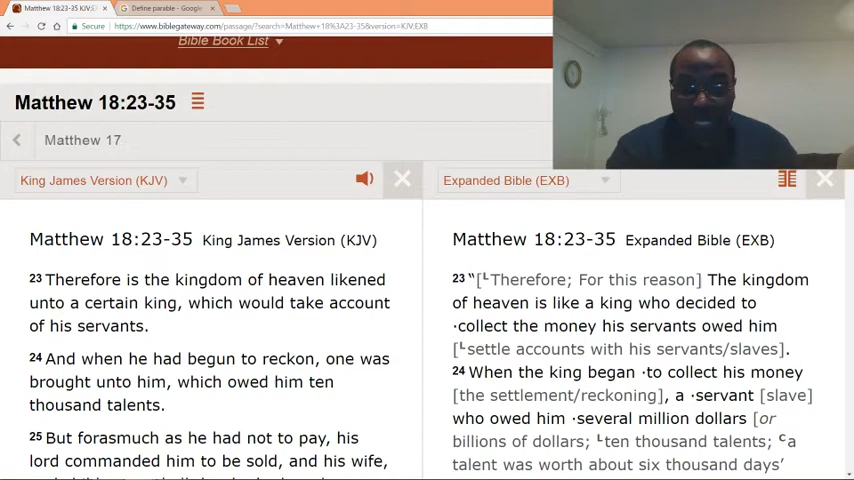 Matthew 18:23-35 KJV;EX
Define parable - Google
Secure
https://www.biblegateway.com/passage/?search=Matthew+18%3A23-35&version=KJV;EXB
Bible Book List
Matthew 18:23-35
Matthew 17
King James Version (KJV)
Matthew 18:23-35 King James Version (KJV)
23 Therefore is the kingdom of heaven likened
unto a certain king, which would take account
of his servants.
24 And when he had begun to reckon, one was
brought unto him, which owed him ten
thousand talents.
25 But forasmuch as he had not to pay, his
lord commanded him to be sold, and his wife,
Expanded Bible (EXB)
Matthew 18:23-35 Expanded Bible (EXB)
23 “[ᴸTherefore; For this reason] The kingdom
of heaven is like a king who decided to
·collect the money his servants owed him
[ᴸsettle accounts with his servants/slaves].
24 When the king began ·to collect his money
[the settlement/reckoning], a ·servant [slave]
who owed him ·several million dollars [or
billions of dollars; ᴸten thousand talents; ᶜa
talent was worth about six thousand days’